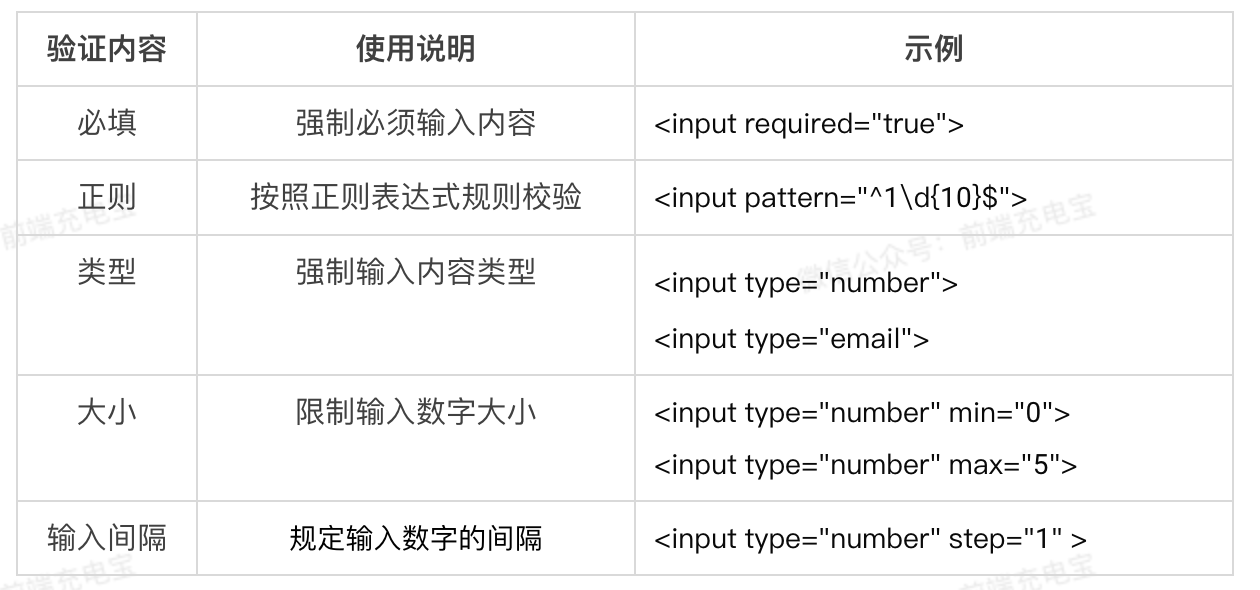 验证内容 使用说明 示例
必填 强制必须输入内容 <input required="true">
正则 按照正则表达式规则校验 <input pattern="^1\d{10}$">
前端充电宝
微信公众号：前端充电宝
类型 强制输入内容类型 <input type="number">
<input type="email">
大小 限制输入数字大小 <input type="number" min="0">
<input type="number" max="5">
输入间隔 规定输入数字的间隔 <input type="number" step="1" >
前端充电宝
前端充电宝